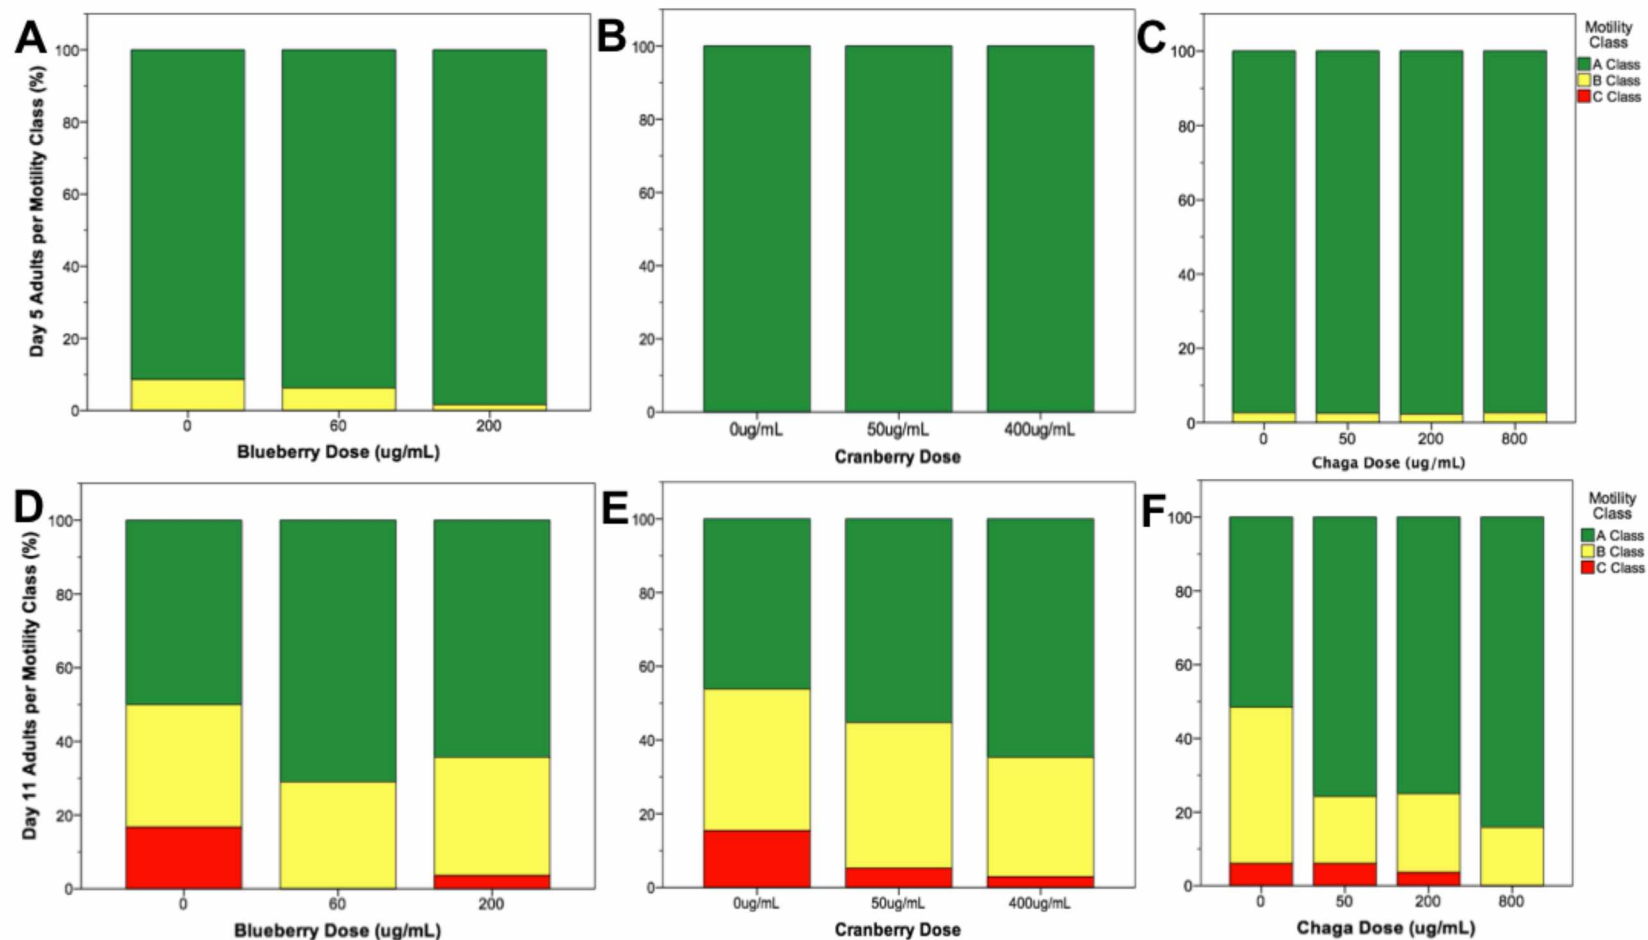 A
Day 5 Adults per Motility Class (%)
100
80
60
40
20
0
0 60 200
Blueberry Dose (ug/mL)
B
100
80
60
40
20
0
0ug/mL 50ug/mL 400ug/mL
Cranberry Dose
C
100
80
60
40
20
0
0 50 200 800
Chaga Dose (ug/mL)
Motility
Class
A Class
B Class
C Class
D
Day 11 Adults per Motility Class (%)
100
80
60
40
20
0
0 60 200
Blueberry Dose (ug/mL)
E
100
80
60
40
20
0
0ug/mL 50ug/mL 400ug/mL
Cranberry Dose
F
100
80
60
40
20
0
0 50 200 800
Chaga Dose (ug/mL)
Motility
Class
A Class
B Class
C Class